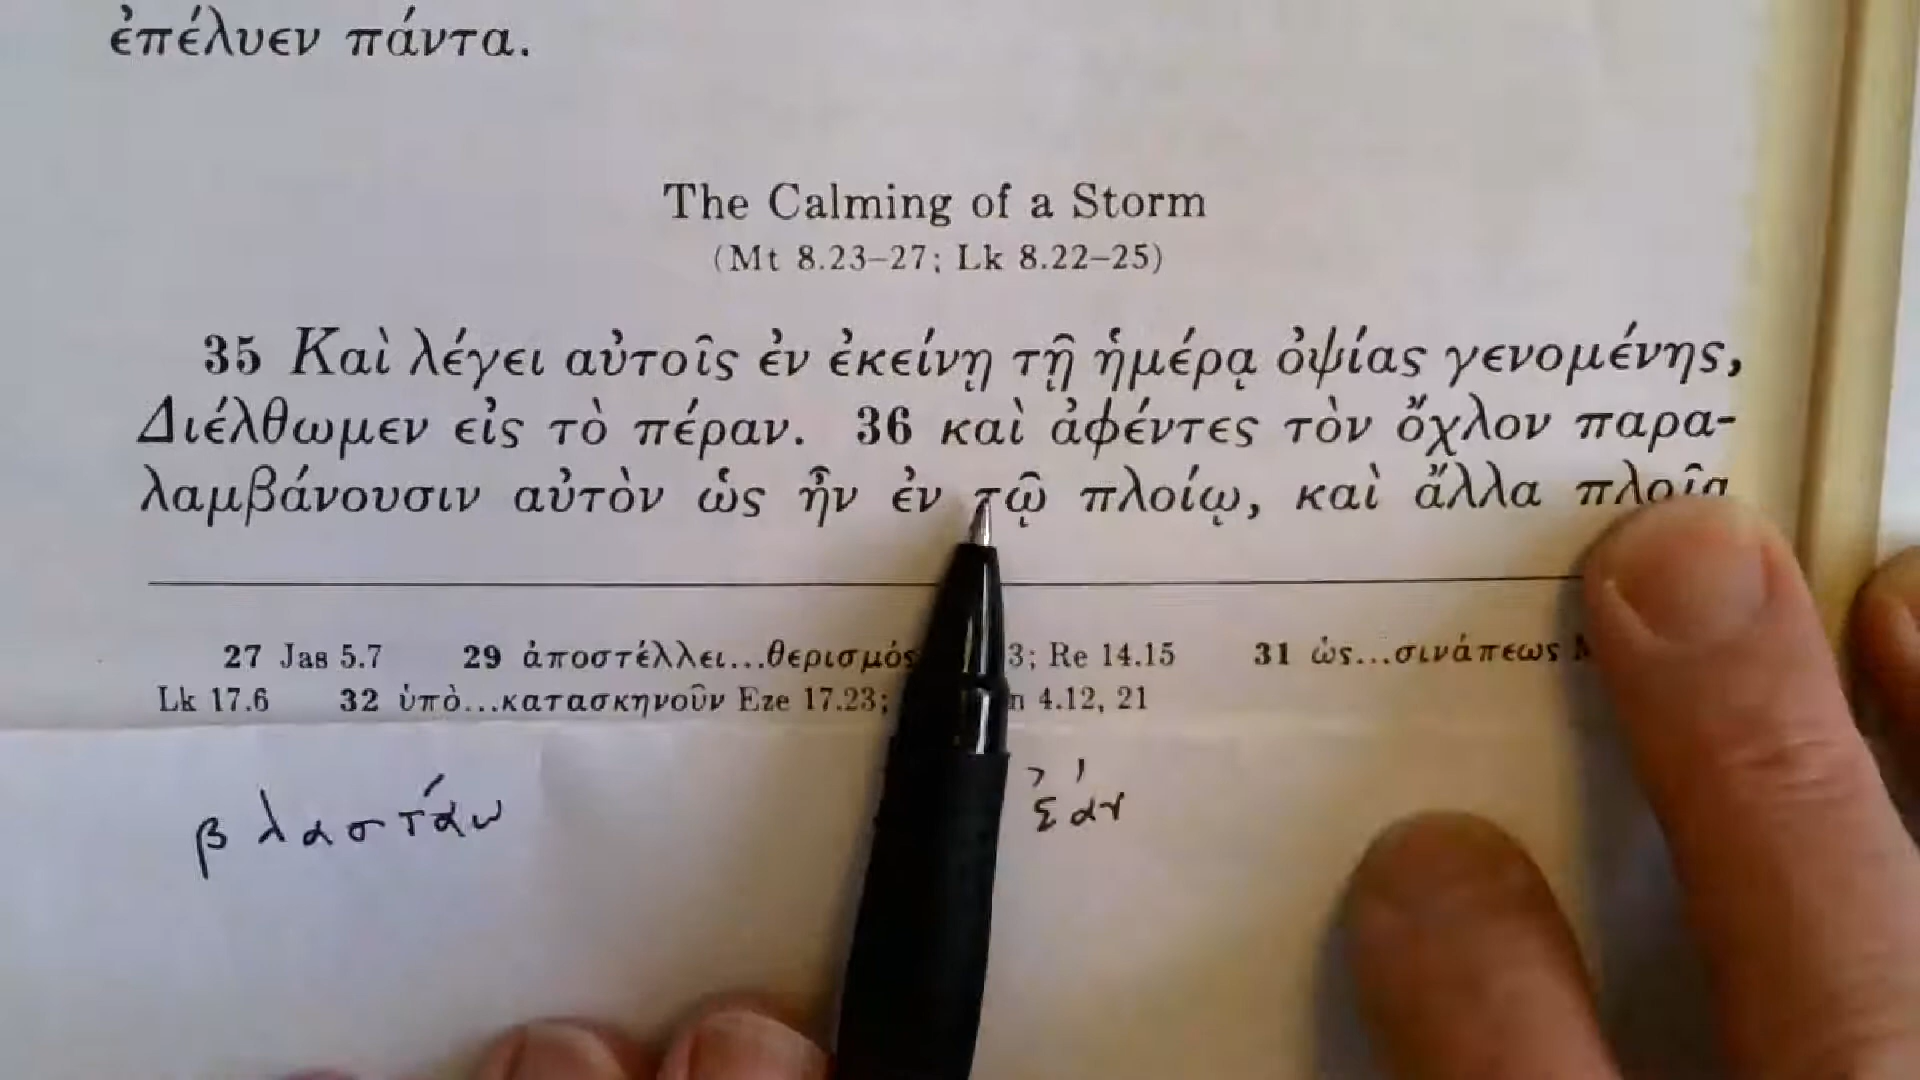 ἐπέλυεν πάντα.
The Calming of a Storm
(Mt 8.23–27; Lk 8.22–25)
35 Καὶ λέγει αὐτοῖς ἐν ἐκείνῃ τῇ ἡμέρᾳ ὀψίας γενομένης,
Διέλθωμεν εἰς τὸ πέραν. 36 καὶ ἀφέντες τὸν ὄχλον παρα-
λαμβάνουσιν αὐτὸν ὡς ἦν ἐν τῷ πλοίῳ, καὶ ἄλλα πλοῖα
27 Jas 5.7 29 ἀποστέλλει...θερισμός 3; Re 14.15 31 ὡς...σινάπεως
Lk 17.6 32 ὑπὸ...κατασκηνοῦν Eze 17.23; 4.12, 21
βλαστάω ἐάν